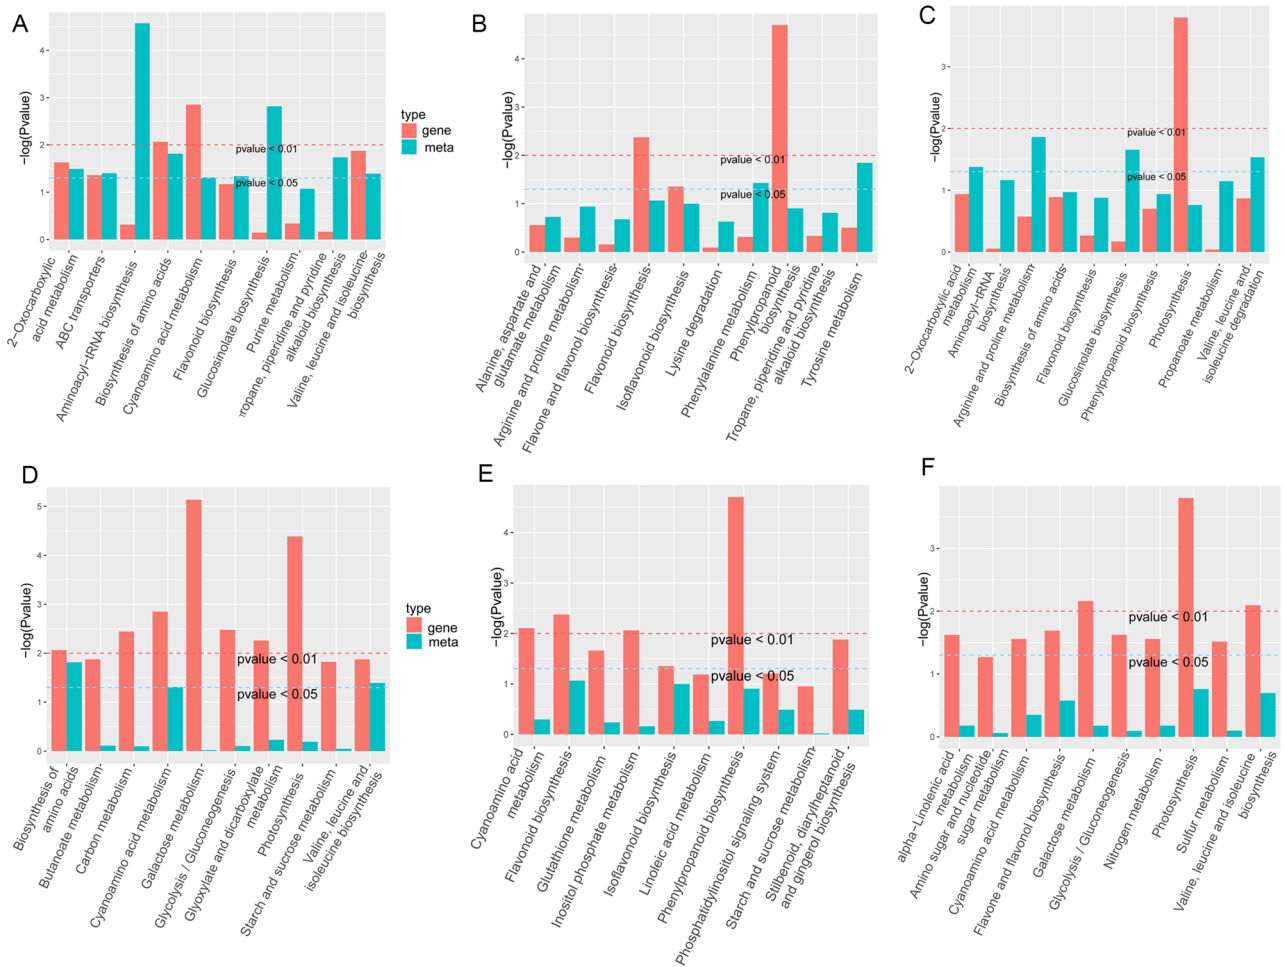 A
−log(Pvalue)
4
3
2
1
0
pvalue < 0.01
pvalue < 0.05
2−Oxocarboxylic
acid metabolism
ABC transporters
Aminoacyl−tRNA biosynthesis
Biosynthesis of amino acids
Cyanoamino acid metabolism
Flavonoid biosynthesis
Glucosinolate biosynthesis
Purine metabolism
Tropane, piperidine and pyridine
alkaloid biosynthesis
Valine, leucine and isoleucine
biosynthesis
type
gene
meta
B
−log(Pvalue)
4
3
2
1
0
pvalue < 0.01
pvalue < 0.05
Alanine, aspartate and
glutamate metabolism
Arginine and proline metabolism
Flavone and flavonol biosynthesis
Flavonoid biosynthesis
Isoflavonoid biosynthesis
Lysine degradation
Phenylalanine metabolism
Phenylpropanoid
biosynthesis
Tropane, piperidine and pyridine
alkaloid biosynthesis
Tyrosine metabolism
C
−log(Pvalue)
3
2
1
0
pvalue < 0.01
pvalue < 0.05
2−Oxocarboxylic acid
metabolism
Aminoacyl−tRNA
biosynthesis
Arginine and proline metabolism
Biosynthesis of amino acids
Flavonoid biosynthesis
Glucosinolate biosynthesis
Phenylpropanoid biosynthesis
Photosynthesis
Propanoate metabolism
Valine, leucine and
isoleucine degradation
D
−log(Pvalue)
5
4
3
2
1
0
pvalue < 0.01
pvalue < 0.05
Biosynthesis of
amino acids
Butanoate metabolism
Carbon metabolism
Cyanoamino acid metabolism
Galactose metabolism
Glycolysis / Gluconeogenesis
Glyoxylate and dicarboxylate
metabolism
Photosynthesis
Starch and sucrose metabolism
Valine, leucine and
isoleucine biosynthesis
type
gene
meta
E
−log(Pvalue)
4
3
2
1
0
pvalue < 0.01
pvalue < 0.05
Cyanoamino acid
metabolism
Flavonoid biosynthesis
Glutathione metabolism
Inositol phosphate metabolism
Isoflavonoid biosynthesis
Linoleic acid metabolism
Phenylpropanoid biosynthesis
Phosphatidylinositol signaling system
Starch and sucrose metabolism
Stilbenoid, diarylheptanoid
and gingerol biosynthesis
F
−log(Pvalue)
3
2
1
0
pvalue < 0.01
pvalue < 0.05
alpha−Linolenic acid
metabolism
Amino sugar and nucleotide
sugar metabolism
Cyanoamino acid metabolism
Flavone and flavonol biosynthesis
Galactose metabolism
Glycolysis / Gluconeogenesis
Nitrogen metabolism
Photosynthesis
Sulfur metabolism
Valine, leucine and isoleucine
biosynthesis